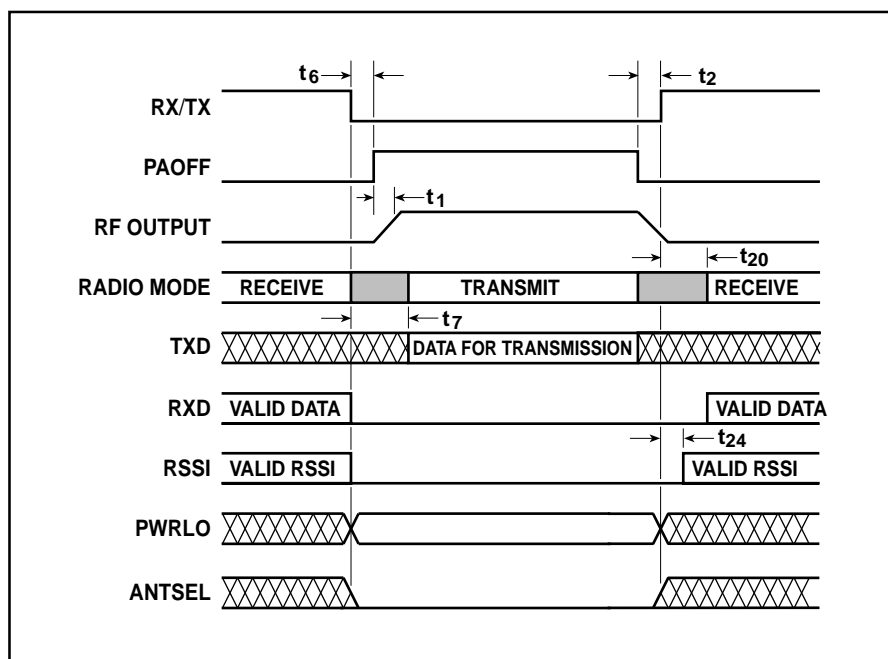 t6 t2
RX/TX
PAOFF
t1
RF OUTPUT
t20
RADIO MODE RECEIVE TRANSMIT RECEIVE
t7
TXD DATA FOR TRANSMISSION
RXD VALID DATA VALID DATA
t24
RSSI VALID RSSI VALID RSSI
PWRLO
ANTSEL